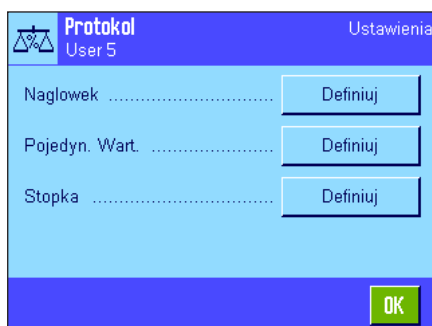 Protokol
Ustawienia
User 5
Naglowek .............................. Definiuj
Pojedyn. Wart. ...................... Definiuj
Stopka ................................. Definiuj
OK